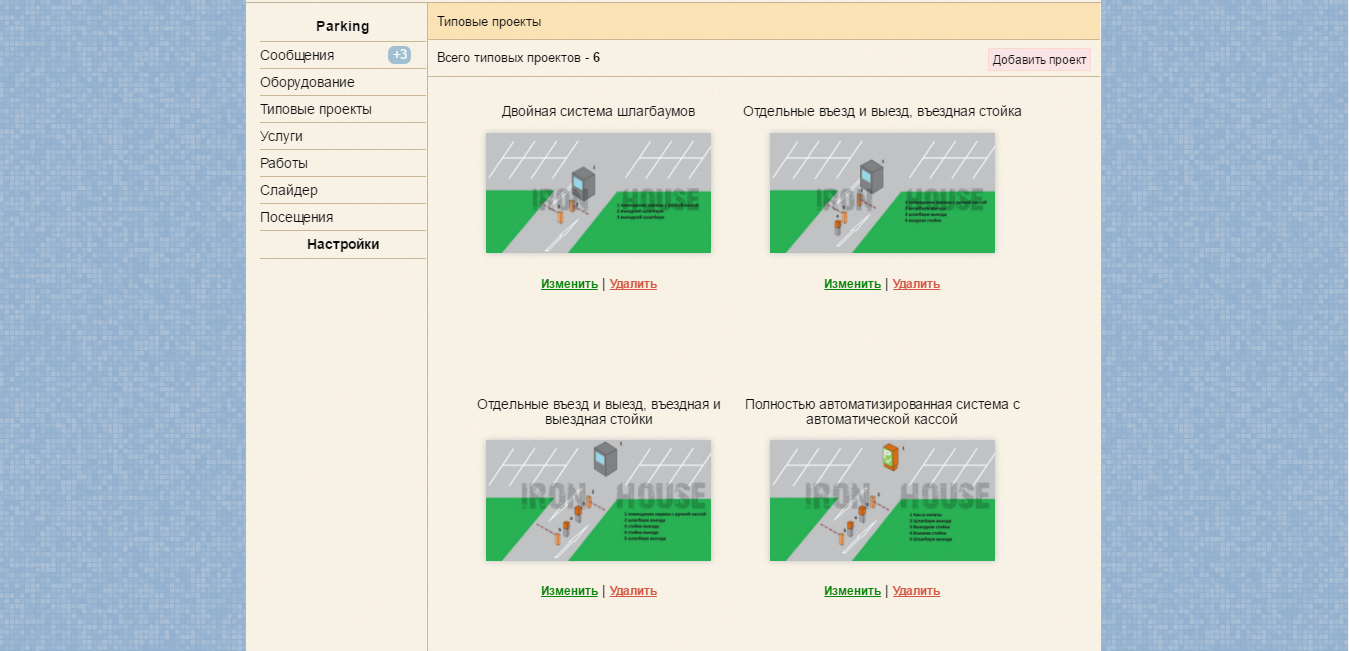 Parking
Сообщения +3
Оборудование
Типовые проекты
Услуги
Работы
Слайдер
Посещения
Настройки
Типовые проекты
Всего типовых проектов - 6
Добавить проект
Двойная система шлагбаумов
IRON HOUSE
Изменить | Удалить
Отдельные въезд и выезд, въездная стойка
IRON HOUSE
Изменить | Удалить
Отдельные въезд и выезд, въездная и
выездная стойки
IRON HOUSE
Изменить | Удалить
Полностью автоматизированная система с
автоматической кассой
IRON HOUSE
Изменить | Удалить